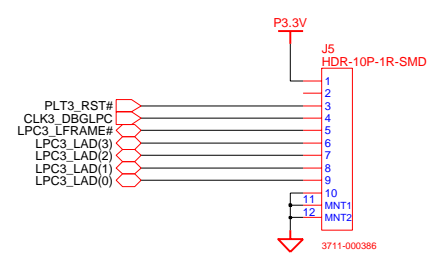 P3.3V
J5
HDR-10P-1R-SMD
1
2
PLT3_RST# 3
CLK3_DBGLPC 4
LPC3_LFRAME# 5
LPC3_LAD(3) 6
LPC3_LAD(2) 7
LPC3_LAD(1) 8
LPC3_LAD(0) 9
10
11 MNT1
12 MNT2
3711-000386